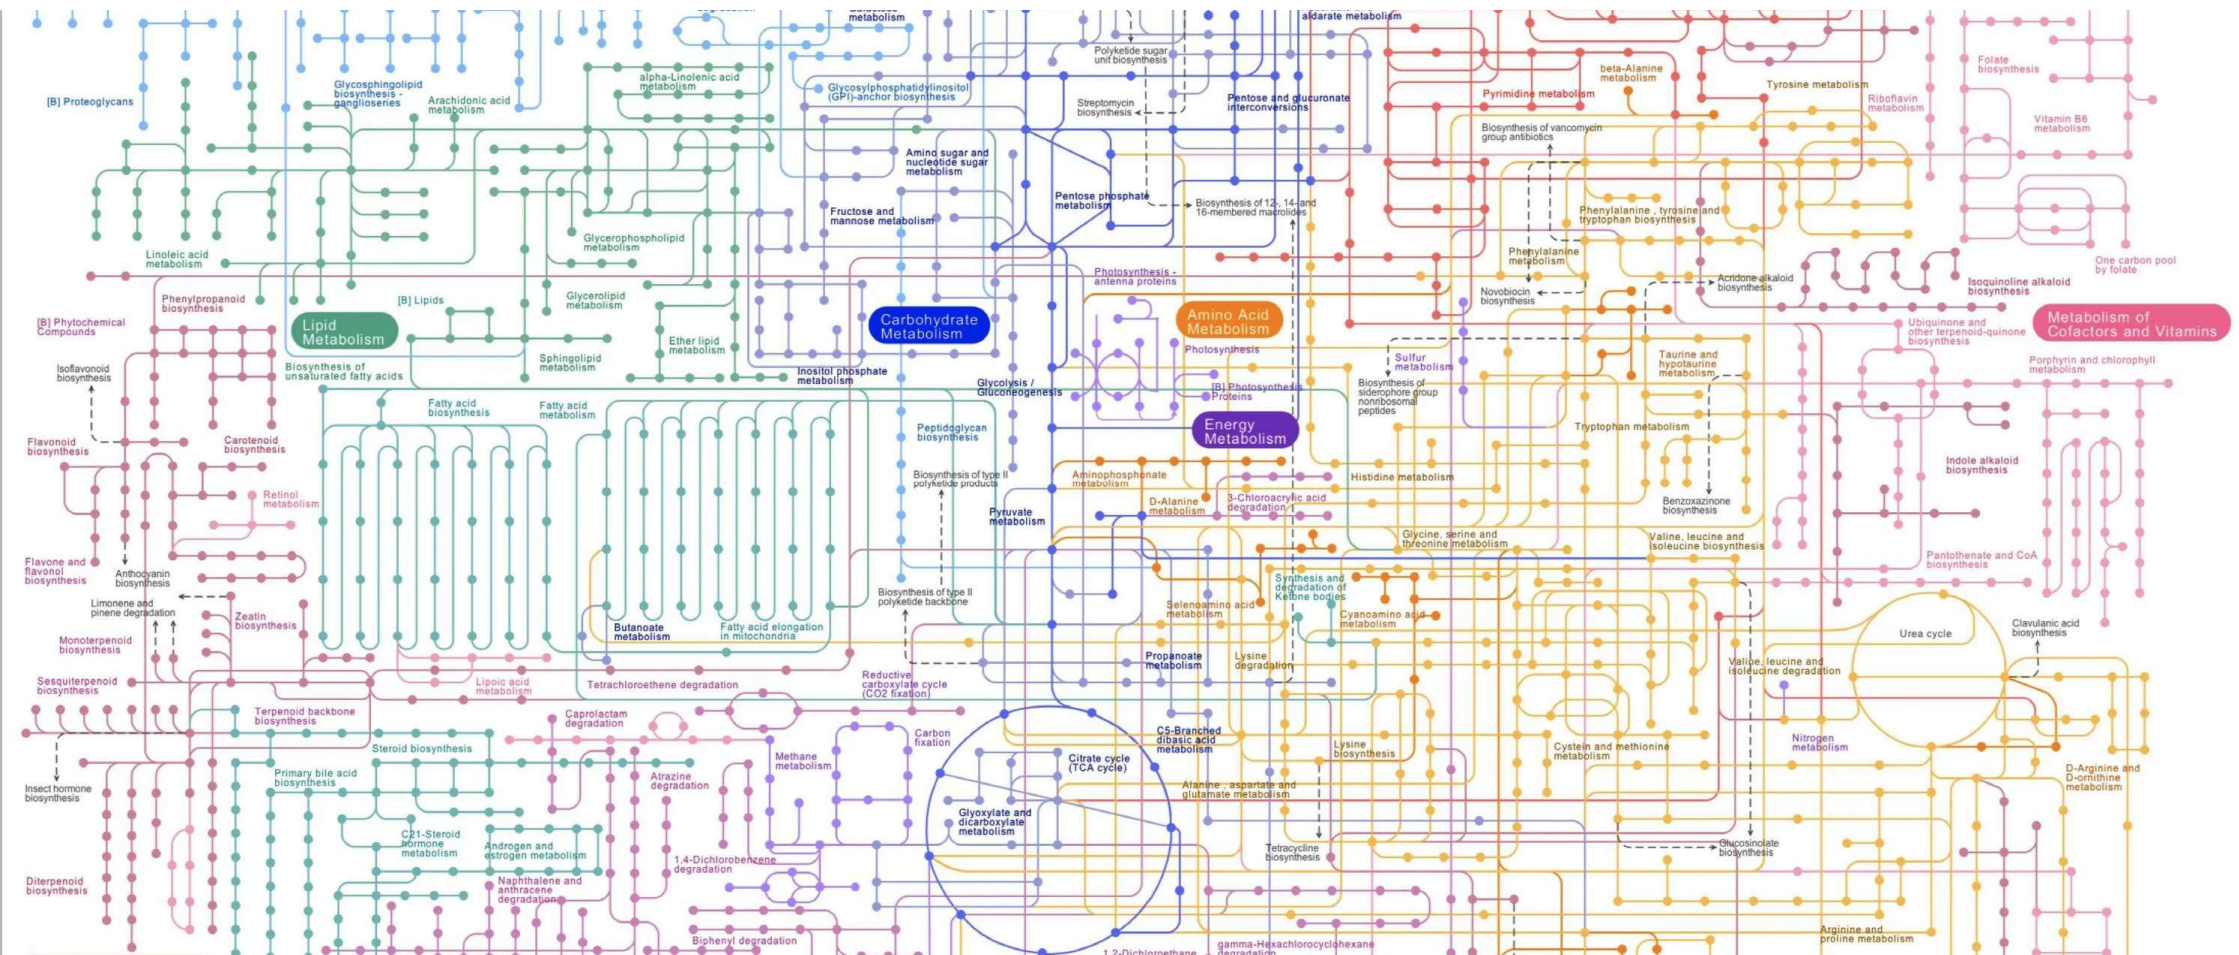 degradation
metabolism
aldarate metabolism
Polyketide sugar
unit biosynthesis
Folate
biosynthesis
beta-Alanine
metabolism
Tyrosine metabolism
alpha-Linolenic acid
metabolism
Glycosphingolipid
biosynthesis -
ganglioseries
Glycosylphosphatidylinositol
(GPI)-anchor biosynthesis
Pyrimidine metabolism
[B] Proteoglycans
Arachidonic acid
metabolism
Streptomycin
biosynthesis
Pentose and glucuronate
interconversions
Riboflavin
metabolism
Vitamin B6
metabolism
Biosynthesis of vancomycin
group antibiotics
Amino sugar and
nucleotide sugar
metabolism
Pentose phosphate
metabolism
Biosynthesis of 12-, 14- and
16-membered macrolides
Fructose and
mannose metabolism
Phenylalanine , tyrosine and
tryptophan biosynthesis
Glycerophospholipid
metabolism
Linoleic acid
metabolism
Phenylalanine
metabolism
One carbon pool
by folate
Photosynthesis -
antenna proteins
Acridone alkaloid
biosynthesis
Isoquinoline alkaloid
biosynthesis
Novobiocin
biosynthesis
Phenylpropanoid
biosynthesis
[B] Lipids
Glycerolipid
metabolism
[B] Phytochemical
Compounds
Lipid
Metabolism
Carbohydrate
Metabolism
Amino Acid
Metabolism
Metabolism of
Cofactors and Vitamins
Ubiquinone and
other terpenoid-quinone
biosynthesis
Ether lipid
metabolism
Photosynthesis
Sulfur
metabolism
Taurine and
hypotaurine
metabolism
Porphyrin and chlorophyll
metabolism
Isoflavonoid
biosynthesis
Biosynthesis of
unsaturated fatty acids
Sphingolipid
metabolism
Inositol phosphate
metabolism
Glycolysis /
Gluconeogenesis
[B] Photosynthesis
Proteins
Biosynthesis of
siderophore group
nonribosomal
peptides
Fatty acid
biosynthesis
Fatty acid
metabolism
Energy
Metabolism
Peptidoglycan
biosynthesis
Tryptophan metabolism
Flavonoid
biosynthesis
Carotenoid
biosynthesis
Indole alkaloid
biosynthesis
Biosynthesis of type II
polyketide products
Aminophosphonate
metabolism
Histidine metabolism
Retinol
metabolism
D-Alanine
metabolism
3-Chloroacrylic acid
degradation
Benzoxazinone
biosynthesis
Pyruvate
metabolism
Glycine, serine and
threonine metabolism
Valine, leucine and
isoleucine biosynthesis
Pantothenate and CoA
biosynthesis
Flavone and
flavonol
biosynthesis
Anthocyanin
biosynthesis
Synthesis and
degradation of
Ketone bodies
Biosynthesis of type II
polyketide backbone
Limonene and
pinene degradation
Selenoamino acid
metabolism
Cyanoamino acid
metabolism
Zeatin
biosynthesis
Butanoate
metabolism
Fatty acid elongation
in mitochondria
Urea cycle
Clavulanic acid
biosynthesis
Monoterpenoid
biosynthesis
Propanoate
metabolism
Lysine
degradation
Valine, leucine and
isoleucine degradation
Sesquiterpenoid
biosynthesis
Lipoic acid
metabolism
Tetrachloroethene degradation
Reductive
carboxylate cycle
(CO2 fixation)
Terpenoid backbone
biosynthesis
Caprolactam
degradation
Carbon
fixation
C5-Branched
dibasic acid
metabolism
Steroid biosynthesis
Methane
metabolism
Citrate cycle
(TCA cycle)
Lysine
biosynthesis
Cystein and methionine
metabolism
Nitrogen
metabolism
Primary bile acid
biosynthesis
Atrazine
degradation
Alanine , aspartate and
glutamate metabolism
D-Arginine and
D-ornithine
metabolism
Insect hormone
biosynthesis
Glyoxylate and
dicarboxylate
metabolism
C21-Steroid
hormone
metabolism
Androgen and
estrogen metabolism
1,4-Dichlorobenzene
degradation
Tetracycline
biosynthesis
Glucosinolate
biosynthesis
Diterpenoid
biosynthesis
Naphthalene and
anthracene
degradation
Biphenyl degradation
Arginine and
proline metabolism
1,2-Dichloroethane
gamma-Hexachlorocyclohexane
degradation